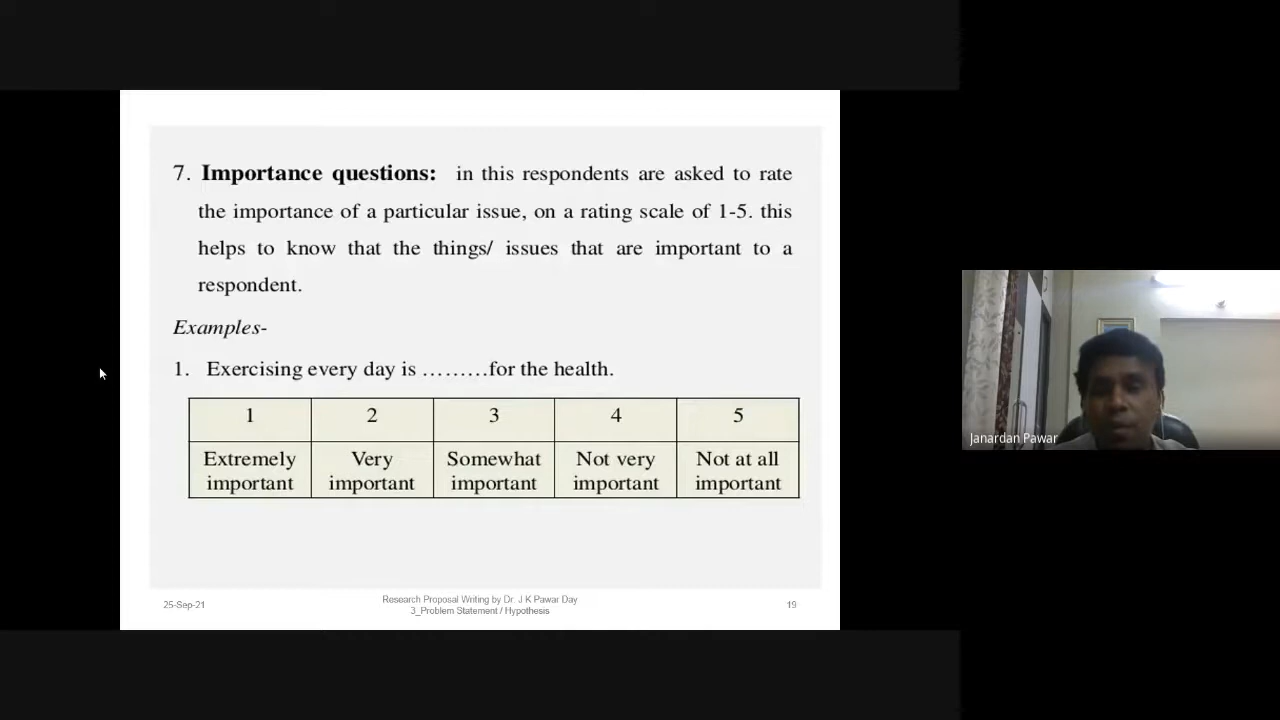 7. Importance questions: in this respondents are asked to rate
the importance of a particular issue, on a rating scale of 1-5. this
helps to know that the things/ issues that are important to a
respondent.
Examples-
1. Exercising every day is ………for the health.
1 2 3 4 5
Extremely important Very important Somewhat important Not very important Not at all important
25-Sep-21
Research Proposal Writing by Dr. J K Pawar Day
3_Problem Statement / Hypothesis
19
Janardan Pawar